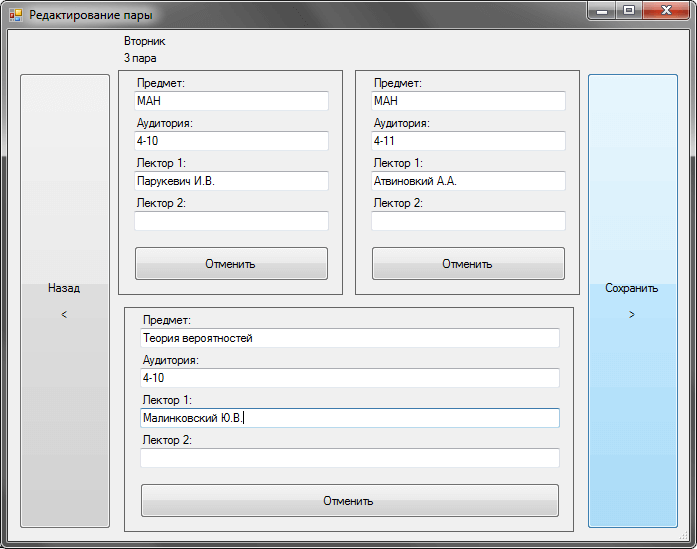 Редактирование пары
Вторник
3 пара
Предмет:
МАН
Аудитория:
4-10
Лектор 1:
Парукевич И.В.
Лектор 2:
Отменить
Предмет:
МАН
Аудитория:
4-11
Лектор 1:
Атвиновкий А.А.
Лектор 2:
Отменить
Назад
<
Сохранить
>
Предмет:
Теория вероятностей
Аудитория:
4-10
Лектор 1:
Малинковский Ю.В.
Лектор 2:
Отменить